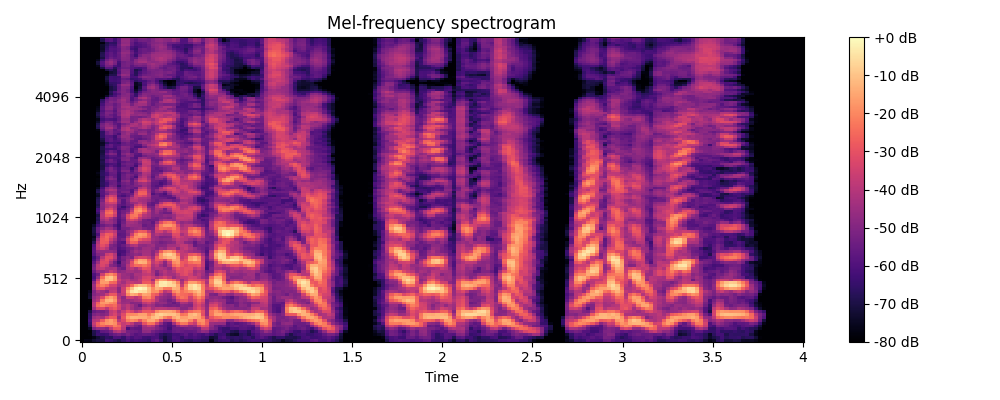 Mel-frequency spectrogram
Hz
4096
2048
1024
512
0
0 0.5 1 1.5 2 2.5 3 3.5 4
Time
+0 dB
-10 dB
-20 dB
-30 dB
-40 dB
-50 dB
-60 dB
-70 dB
-80 dB